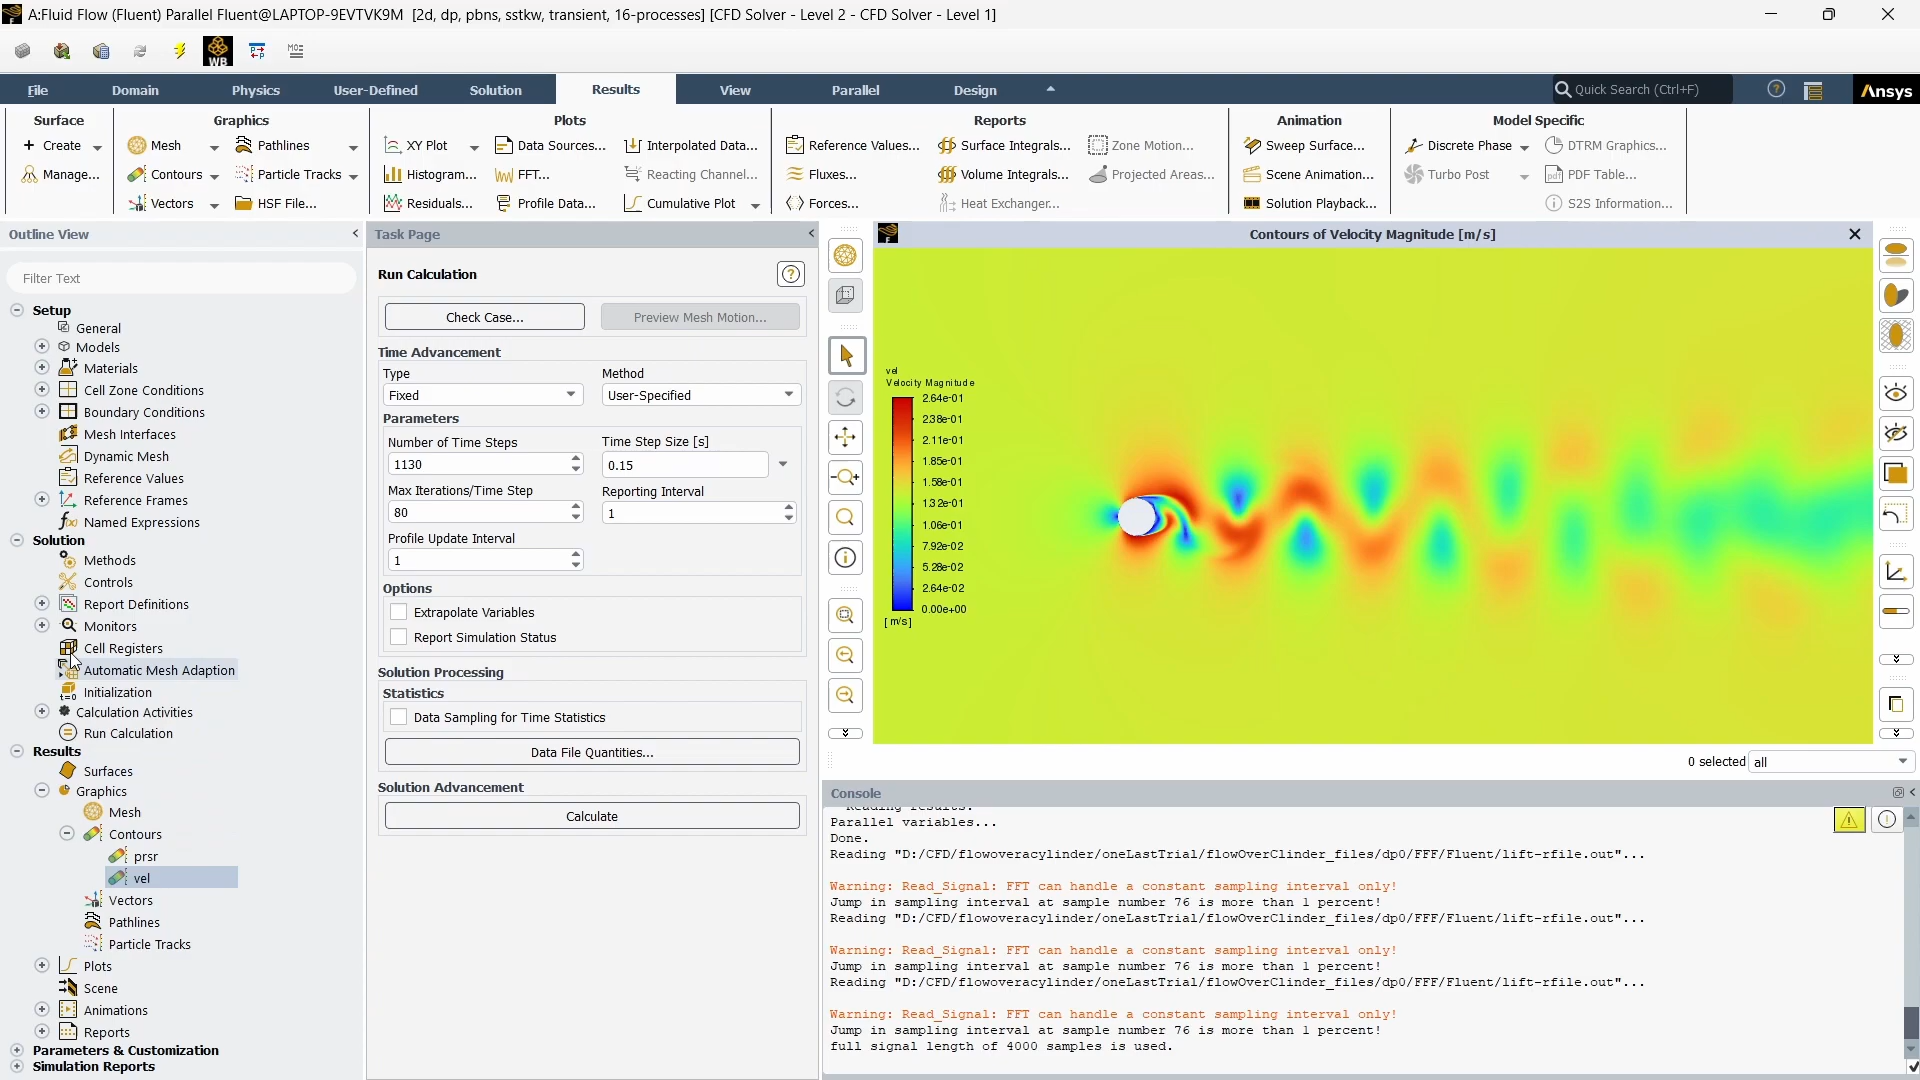 A:Fluid Flow (Fluent) Parallel Fluent@LAPTOP-9EVTVK9M [2d, dp, pbns, sstkw, transient, 16-processes] [CFD Solver - Level 2 - CFD Solver - Level 1]
WB
File Domain Physics User-Defined Solution Results View Parallel Design Quick Search (Ctrl+F) Ansys
Surface Graphics Plots Reports Animation Model Specific
Create Mesh Pathlines XY Plot Data Sources... Interpolated Data... Reference Values... Surface Integrals... Zone Motion... Sweep Surface... Discrete Phase DTRM Graphics...
Manage... Contours Particle Tracks Histogram... FFT... Reacting Channel... Fluxes... Volume Integrals... Projected Areas... Scene Animation... Turbo Post PDF Table...
Vectors HSF File... Residuals... Profile Data... Cumulative Plot Forces... Heat Exchanger... Solution Playback... S2S Information...
Outline View
Filter Text
Setup
General
Models
Materials
Cell Zone Conditions
Boundary Conditions
Mesh Interfaces
Dynamic Mesh
Reference Values
Reference Frames
Named Expressions
Solution
Methods
Controls
Report Definitions
Monitors
Cell Registers
Automatic Mesh Adaption
Initialization
Calculation Activities
Run Calculation
Results
Surfaces
Graphics
Mesh
Contours
prsr
vel
Vectors
Pathlines
Particle Tracks
Plots
Scene
Animations
Reports
Parameters & Customization
Simulation Reports
Task Page
Run Calculation
Check Case... Preview Mesh Motion...
Time Advancement
Type Method
Fixed User-Specified
Parameters
Number of Time Steps Time Step Size [s]
1130 0.15
Max Iterations/Time Step Reporting Interval
80 1
Profile Update Interval
1
Options
Extrapolate Variables
Report Simulation Status
Solution Processing
Statistics
Data Sampling for Time Statistics
Data File Quantities...
Solution Advancement
Calculate
Contours of Velocity Magnitude [m/s]
vel
Velocity Magnitude
2.64e-01
2.38e-01
2.11e-01
1.85e-01
1.58e-01
1.32e-01
1.06e-01
7.92e-02
5.28e-02
2.64e-02
0.00e+00
[m/s]
0 selected all
Console
Parallel variables...
Done.
Reading "D:/CFD/flowoveracylinder/oneLastTrial/flowOverClinder_files/dp0/FFF/Fluent/lift-rfile.out"...
Warning: Read_Signal: FFT can handle a constant sampling interval only!
Jump in sampling interval at sample number 76 is more than 1 percent!
Reading "D:/CFD/flowoveracylinder/oneLastTrial/flowOverClinder_files/dp0/FFF/Fluent/lift-rfile.out"...
Warning: Read_Signal: FFT can handle a constant sampling interval only!
Jump in sampling interval at sample number 76 is more than 1 percent!
Reading "D:/CFD/flowoveracylinder/oneLastTrial/flowOverClinder_files/dp0/FFF/Fluent/lift-rfile.out"...
Warning: Read_Signal: FFT can handle a constant sampling interval only!
Jump in sampling interval at sample number 76 is more than 1 percent!
full signal length of 4000 samples is used.